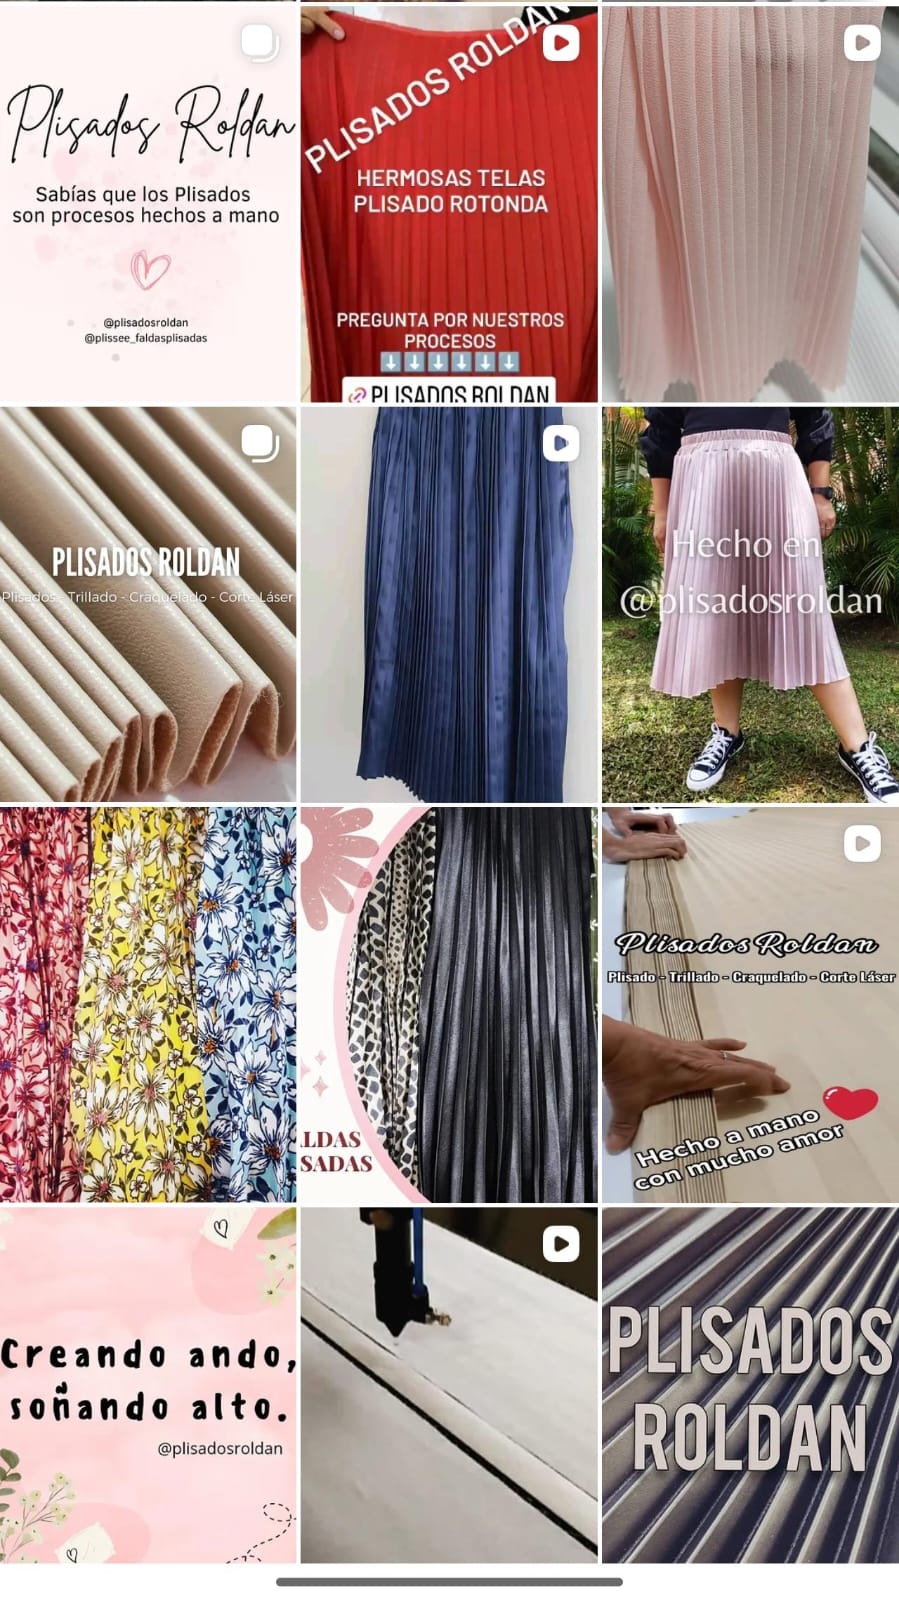 Plisados Roldan
Sabías que los Plisados
son procesos hechos a mano
@plisadosroldan
@plissee_faldasplisadas
PLISADOS ROLDAN
HERMOSAS TELAS
PLISADO ROTONDA
PREGUNTA POR NUESTROS
PROCESOS
PLISADOS ROLDAN
PLISADOS ROLDAN
Plisados - Trillado - Craquelado - Corte Láser
Hecho en
@plisadosroldan
LDAS
SADAS
Plisados Roldan
Plisado - Trillado - Craquelado - Corte Láser
Hecho a mano
con mucho amor
Creando ando,
soñando alto.
@plisadosroldan
PLISADOS
ROLDAN